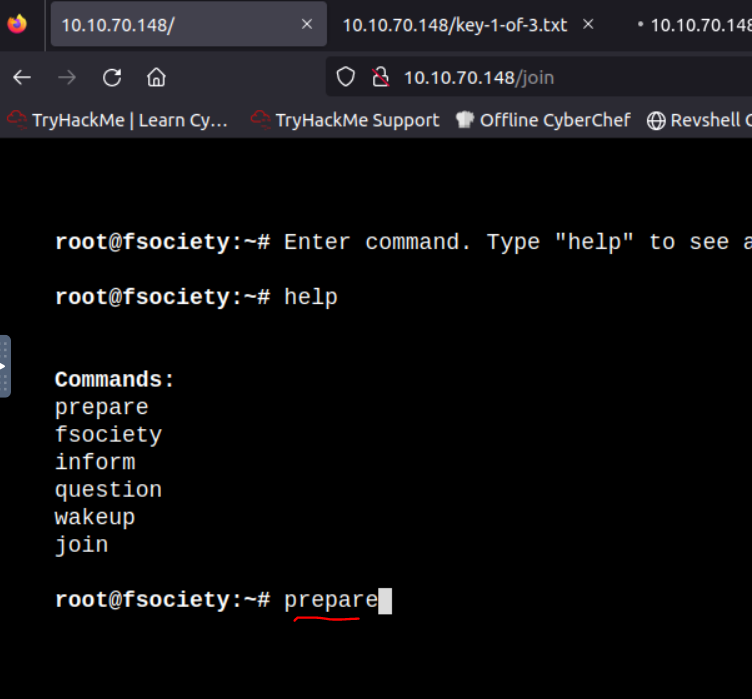 10.10.70.148/
10.10.70.148/key-1-of-3.txt
10.10.70.148
10.10.70.148/join
TryHackMe | Learn Cy...
TryHackMe Support
Offline CyberChef
Revshell
root@fsociety:~# Enter command. Type "help" to see
root@fsociety:~# help
Commands:
prepare
fsociety
inform
question
wakeup
join
root@fsociety:~# prepare